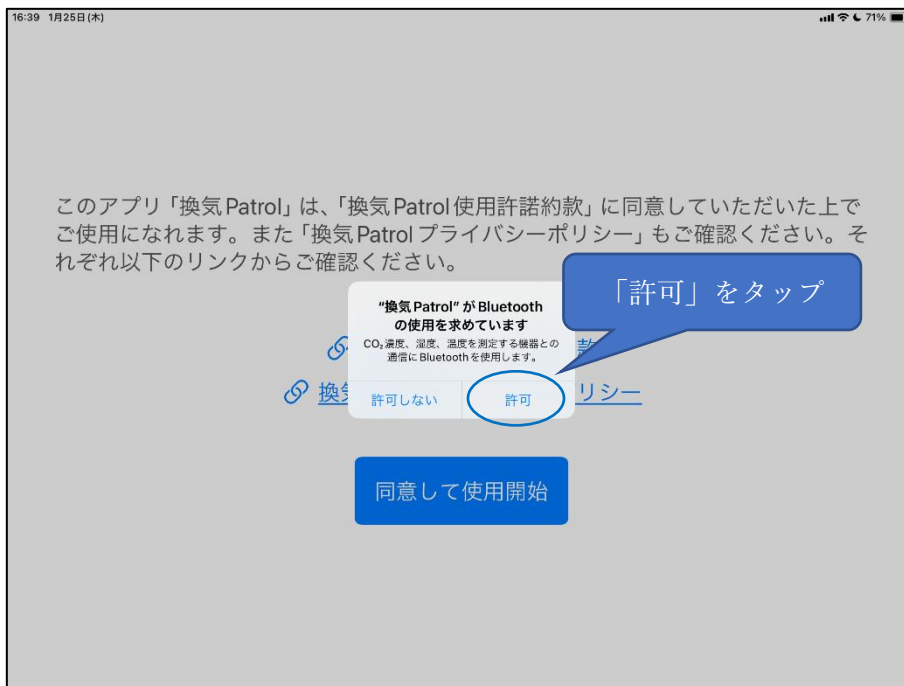 16:39 1月25日(木)
71%
このアプリ「換気Patrol」は、「換気Patrol使用許諾約款」に同意していただいた上で
ご使用になれます。また「換気Patrolプライバシーポリシー」もご確認ください。そ
れぞれ以下のリンクからご確認ください。
「許可」をタップ
“換気Patrol”がBluetooth
の使用を求めています
CO₂濃度、湿度、温度を測定する機器との
通信にBluetoothを使用します。
換
リシー
許可しない
許可
同意して使用開始